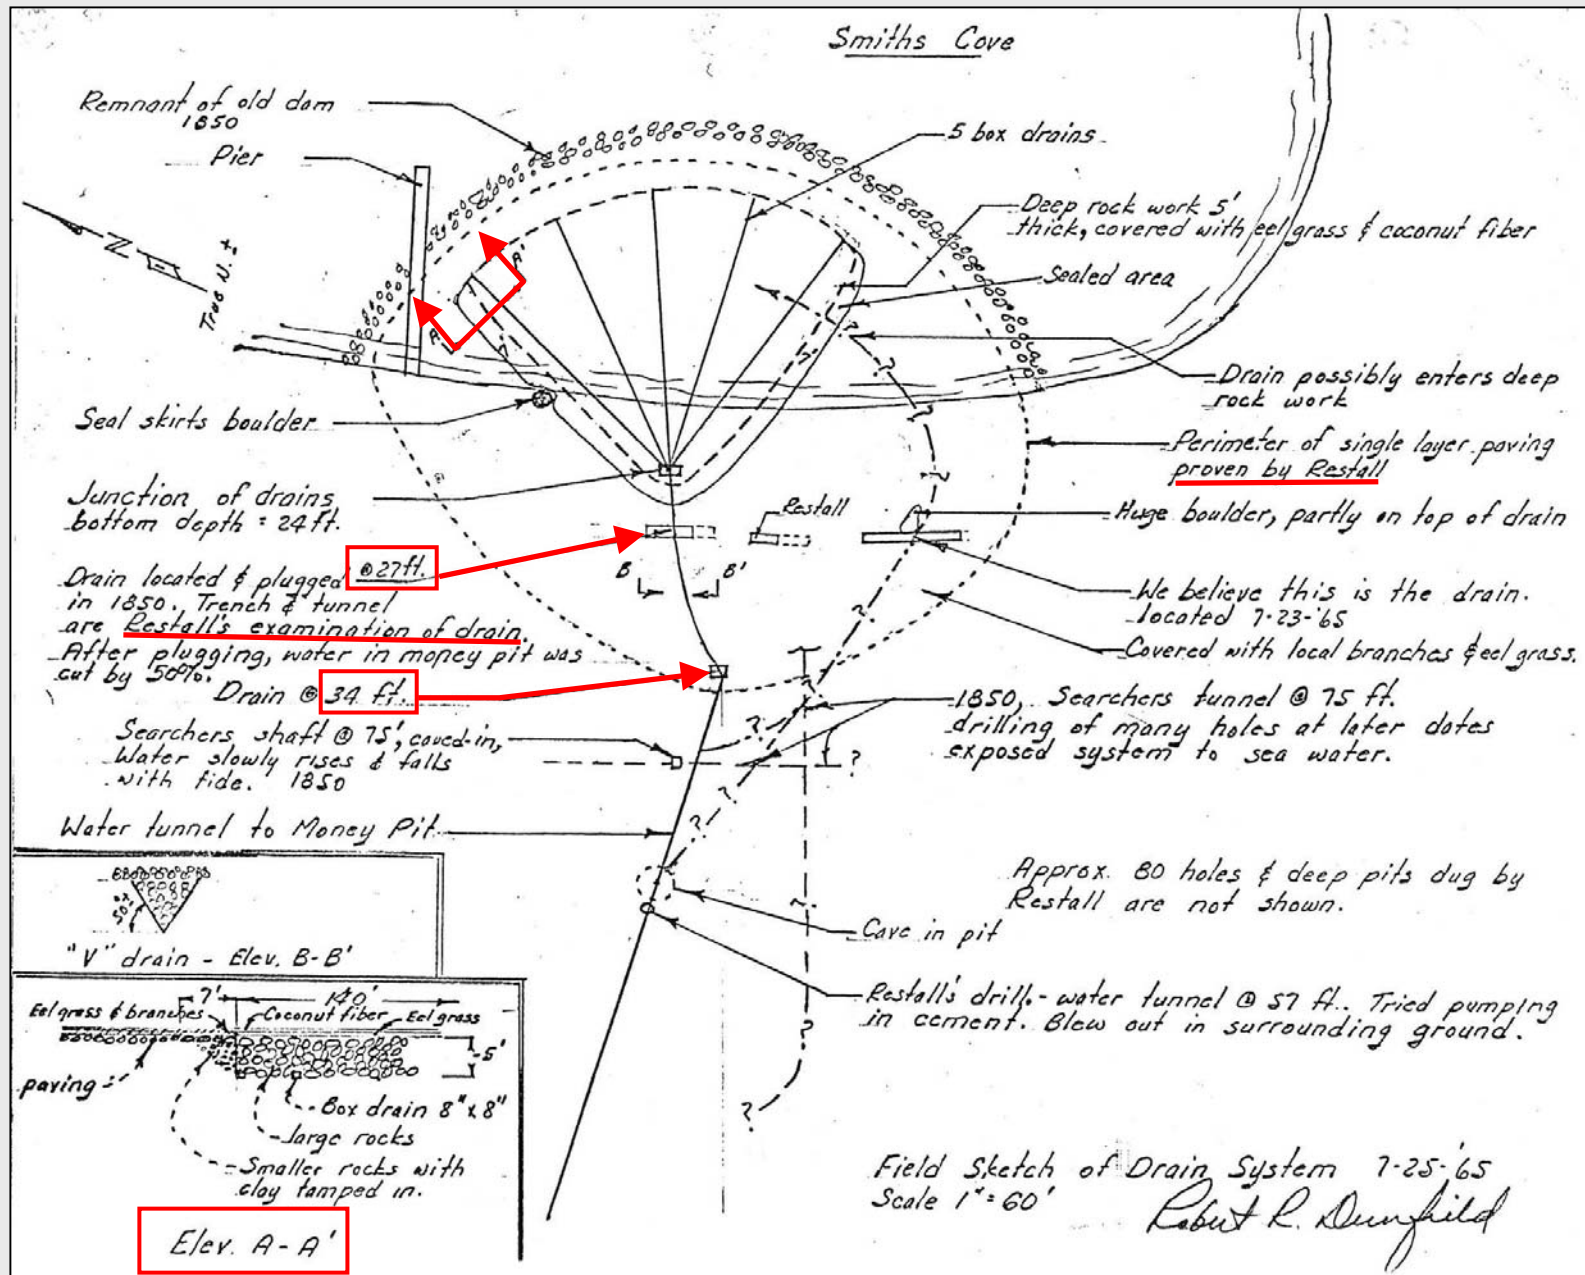 Smiths Cove
Remnant of old dam
1850
Pier
5 box drains
Deep rock work 5'
thick, covered with eel grass & coconut fiber
N
True N. ±
A'
A
Sealed area
?
?
Drain possibly enters deep
rock work
Seal skirts boulder
Perimeter of single layer paving
proven by Restall
Junction of drains
bottom depth = 24 ft.
Restall
Huge boulder, partly on top of drain
Drain located & plugged @ 27 ft.
in 1850. Trench & tunnel
are Restall's examination of drain.
After plugging, water in money pit was
cut by 50%.
B B'
We believe this is the drain.
located 7-23-'65
Covered with local branches & eel grass.
Drain @ 34 ft.
1850, Searchers tunnel @ 75 ft.
drilling of many holes at later dates
exposed system to sea water.
Searchers shaft @ 75', caved-in,
Water slowly rises & falls
with tide. 1850
?
Water tunnel to Money Pit
50°±
"V" drain - Elev. B-B'
Approx. 80 holes & deep pits dug by
Restall are not shown.
Cave in pit
Restall's drill - water tunnel @ 57 ft. Tried pumping
in cement. Blew out in surrounding ground.
?
?
7' 140'
Eel grass & branches Coconut fiber Eel grass
5'
paving
Box drain 8" x 8"
large rocks
Smaller rocks with
clay tamped in.
Elev. A-A'
Field Sketch of Drain System 7-25-'65
Scale 1" = 60'
Robert R. Dunfield